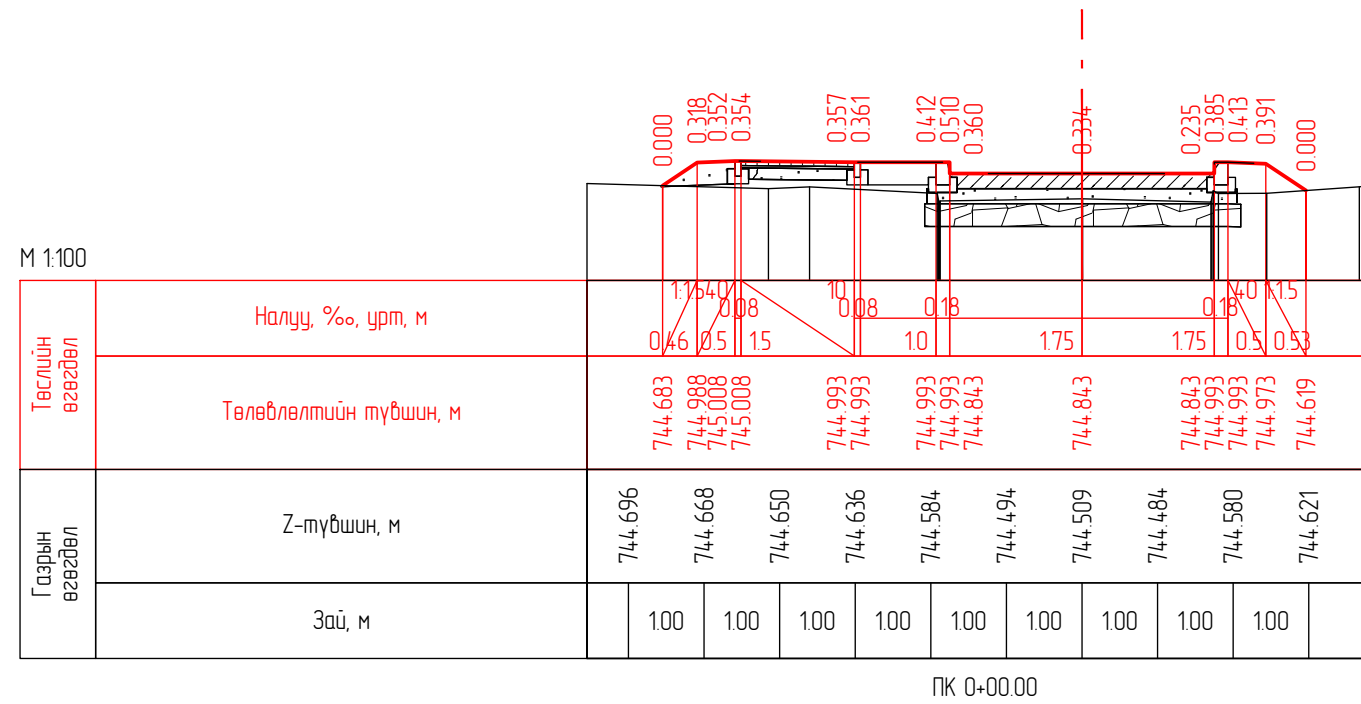 0.000 0.318 0.352 0.354 0.357 0.361 0.412 0.510 0.360 0.334 0.235 0.385 0.413 0.391 0.000
М 1:100
Төслийн өгөгдөл
Налуу, ‰, урт, м
1:1.5 40 10 40 1:1.5
0.08 0.08 0.18 0.18
0.46 0.5 1.5 1.0 1.75 1.75 0.5 0.53
Төлөвлөлтийн түвшин, м
744.683 744.988 745.008 745.008 744.993 744.993 744.993 744.993 744.843 744.843 744.843 744.993 744.993 744.973 744.619
Газрын өгөгдөл
Z-түвшин, м
744.696 744.668 744.650 744.636 744.584 744.494 744.509 744.484 744.580 744.621
Зай, м
1.00 1.00 1.00 1.00 1.00 1.00 1.00 1.00 1.00
ПК 0+00.00